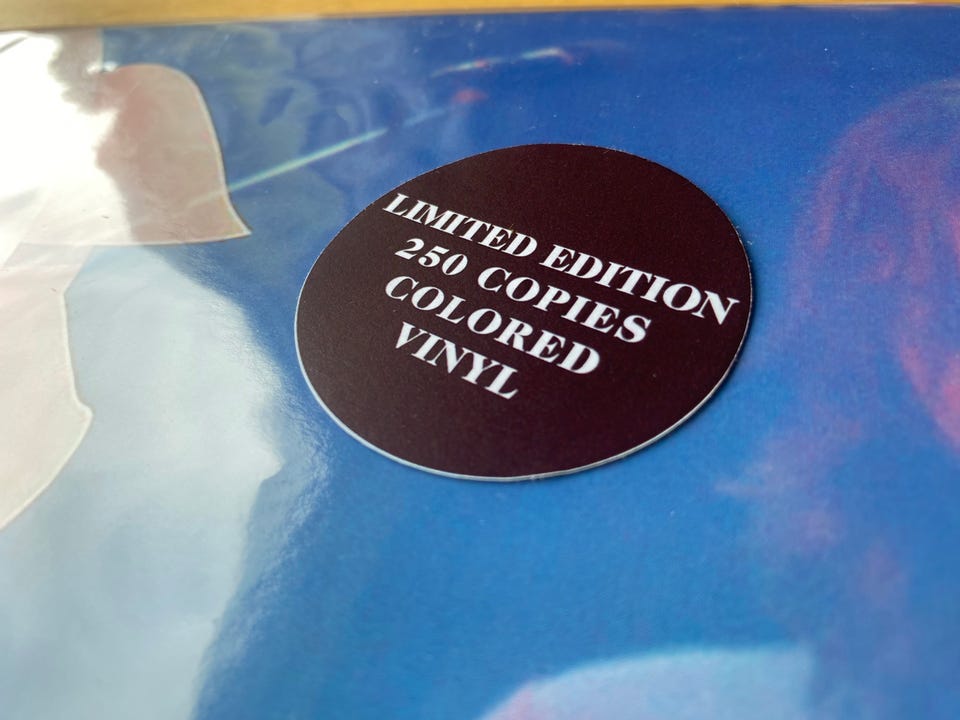 LIMITED EDITION
250 COPIES
COLORED
VINYL